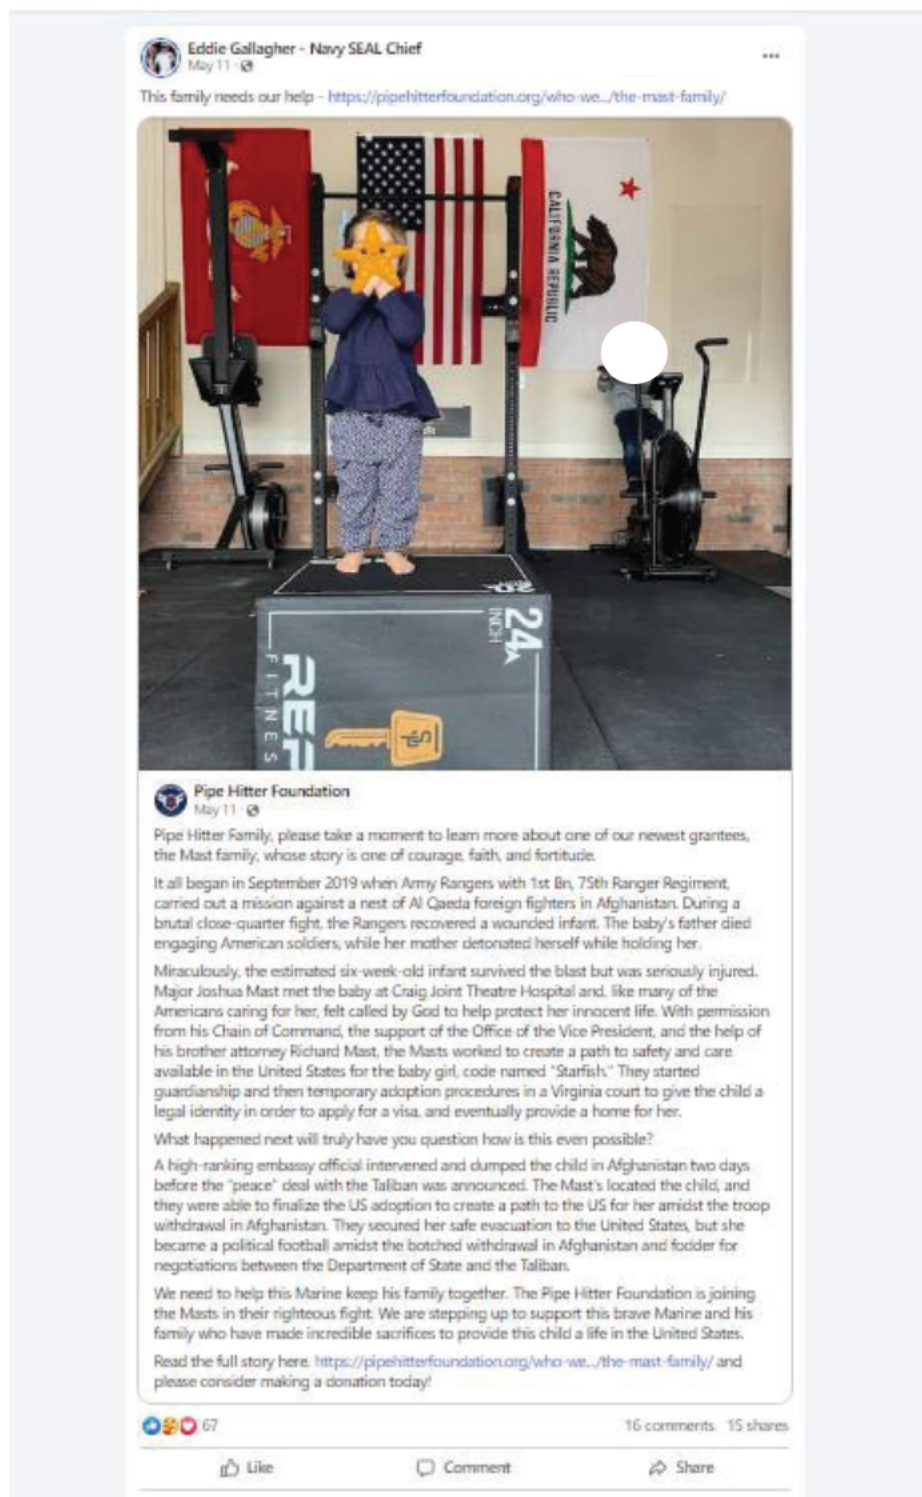 Eddie Gallagher - Navy SEAL Chief
May 11
This family needs our help - https://pipehitterfoundation.org/who-we.../the-mast-family/
CALIFORNIA REPUBLIC
24
INCH
REP
FITNES
Pipe Hitter Foundation
May 11
Pipe Hitter Family, please take a moment to learn more about one of our newest grantees,
the Mast family, whose story is one of courage, faith, and fortitude.
It all began in September 2019 when Army Rangers with 1st Bn, 75th Ranger Regiment,
carried out a mission against a nest of Al Qaeda foreign fighters in Afghanistan. During a
brutal close-quarter fight, the Rangers recovered a wounded infant. The baby's father died
engaging American soldiers, while her mother detonated herself while holding her.
Miraculously, the estimated six-week-old infant survived the blast but was seriously injured.
Major Joshua Mast met the baby at Craig Joint Theatre Hospital and, like many of the
Americans caring for her, felt called by God to help protect her innocent life. With permission
from his Chain of Command, the support of the Office of the Vice President, and the help of
his brother attorney Richard Mast, the Masts worked to create a path to safety and care
available in the United States for the baby girl, code named "Starfish." They started
guardianship and then temporary adoption procedures in a Virginia court to give the child a
legal identity in order to apply for a visa, and eventually provide a home for her.
What happened next will truly have you question how is this even possible?
A high-ranking embassy official intervened and dumped the child in Afghanistan two days
before the "peace" deal with the Taliban was announced. The Mast's located the child, and
they were able to finalize the US adoption to create a path to the US for her amidst the troop
withdrawal in Afghanistan. They secured her safe evacuation to the United States, but she
became a political football amidst the botched withdrawal in Afghanistan and fodder for
negotiations between the Department of State and the Taliban.
We need to help this Marine keep his family together. The Pipe Hitter Foundation is joining
the Masts in their righteous fight. We are stepping up to support this brave Marine and his
family who have made incredible sacrifices to provide this child a life in the United States.
Read the full story here. https://pipehitterfoundation.org/who-we.../the-mast-family/ and
please consider making a donation today!
67
16 comments 15 shares
Like Comment Share